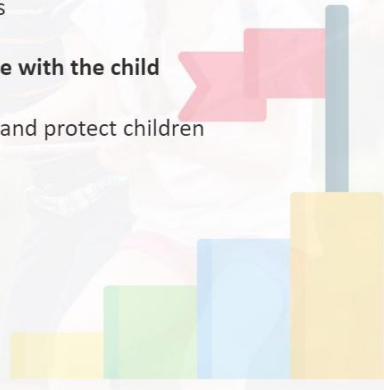 s
e with the child
and protect children